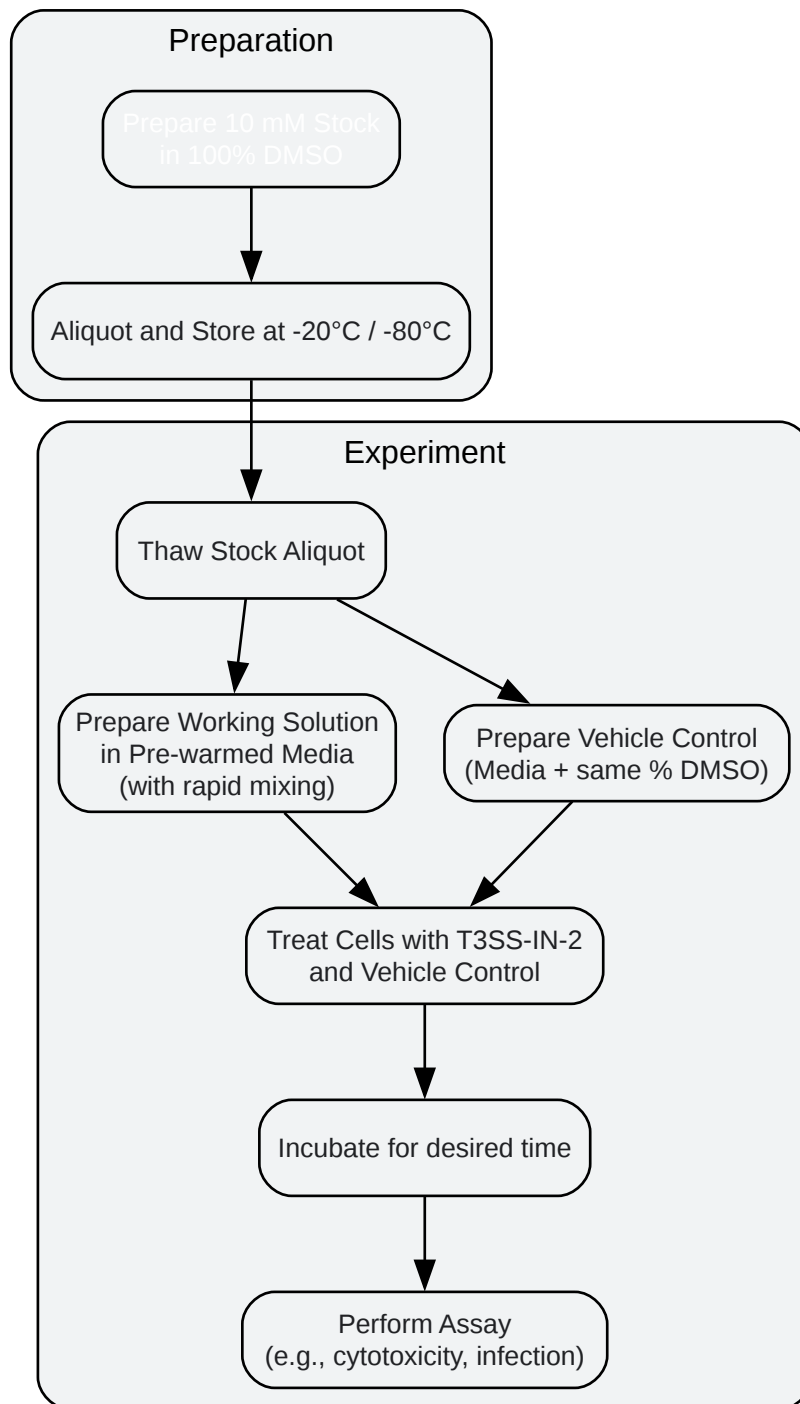 Preparation
Prepare 10 mM Stock
in 100% DMSO
Aliquot and Store at -20°C / -80°C
Experiment
Thaw Stock Aliquot
Prepare Working Solution
in Pre-warmed Media
(with rapid mixing)
Prepare Vehicle Control
(Media + same % DMSO)
Treat Cells with T3SS-IN-2
and Vehicle Control
Incubate for desired time
Perform Assay
(e.g., cytotoxicity, infection)